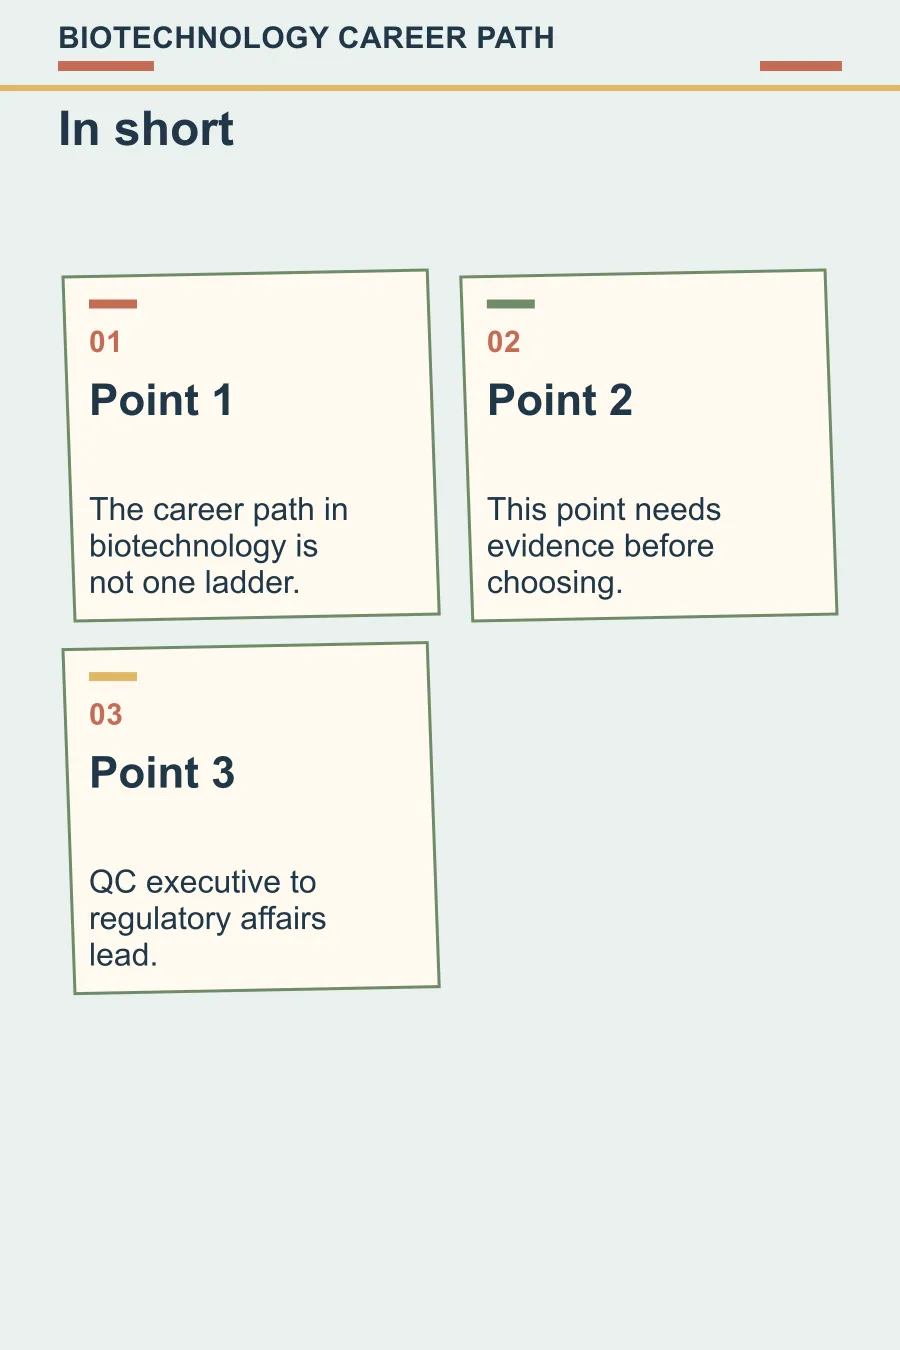 BIOTECHNOLOGY CAREER PATH
In short
01
Point 1
The career path in
biotechnology is
not one ladder.
02
Point 2
This point needs
evidence before
choosing.
03
Point 3
QC executive to
regulatory affairs
lead.